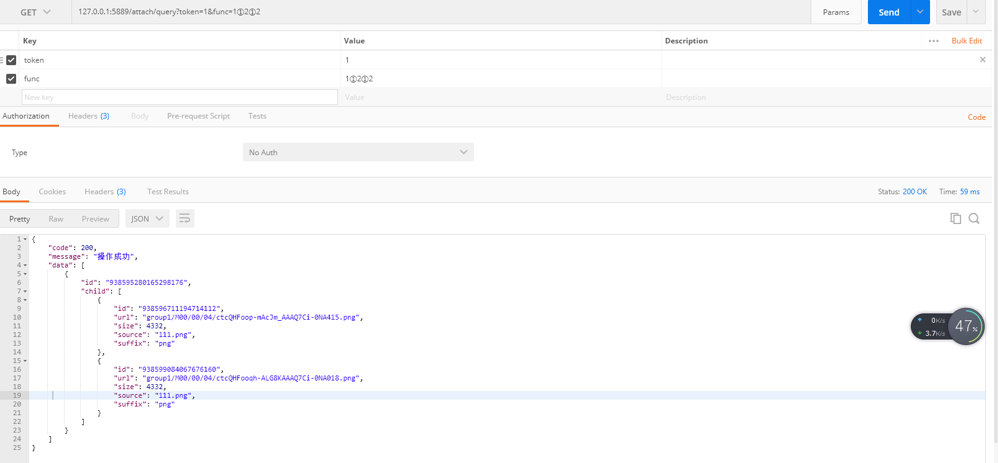 GET 127.0.0.1:5889/attach/query?token=1&func=1①2①2 Params Send Save
Key Value Description ••• Bulk Edit
token 1
func 1①2①2
New key Value Description
Authorization Headers (3) Body Pre-request Script Tests Code
Type No Auth
Body Cookies Headers (3) Test Results Status: 200 OK Time: 59 ms
Pretty Raw Preview JSON
1 {
2 "code": 200,
3 "message": "操作成功",
4 "data": [
5 {
6 "id": "938595280165298176",
7 "child": [
8 {
9 "id": "938596711194714112",
10 "url": "group1/M00/00/04/ctcQHFoop-mAcJm_AAAQ7Ci-0NA415.png",
11 "size": 4332,
12 "source": "111.png",
13 "suffix": "png"
14 },
15 {
16 "id": "938599084067676160",
17 "url": "group1/M00/00/04/ctcQHFooqh-ALG8KAAAQ7Ci-0NA018.png",
18 "size": 4332,
19 "source": "111.png",
20 "suffix": "png"
21 }
22 ]
23 }
24 ]
25 }
0K/s
3.7K/s
47%